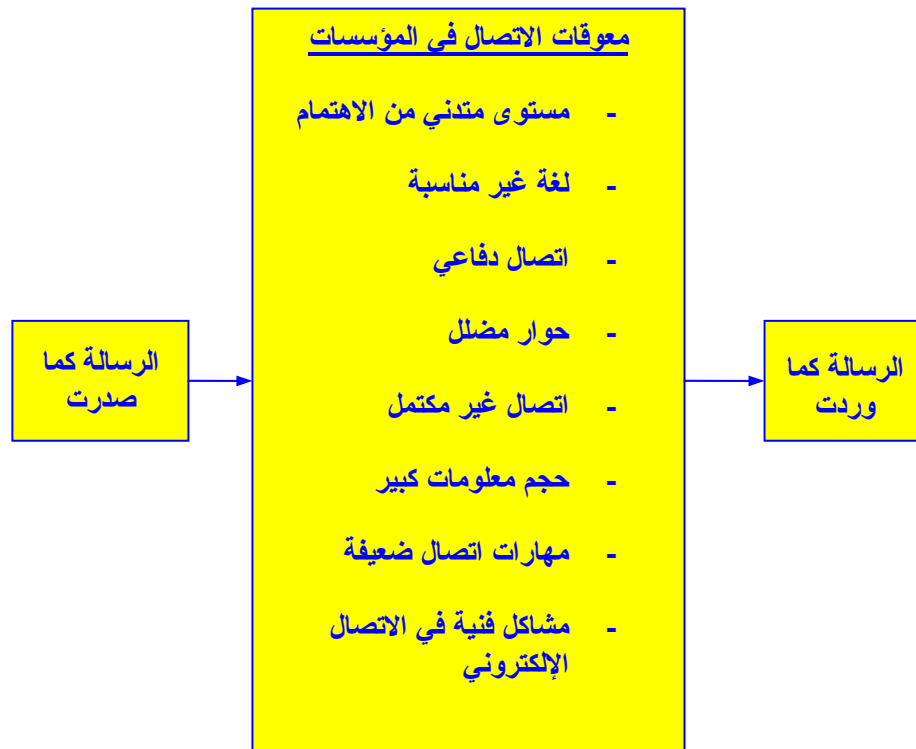 معوقات الاتصال في المؤسسات
- مستوى متدني من الاهتمام
- لغة غير مناسبة
- اتصال دفاعي
- حوار مضلل
- اتصال غير مكتمل
- حجم معلومات كبير
- مهارات اتصال ضعيفة
- مشاكل فنية في الاتصال
الإلكتروني
الرسالة كما
وردت
الرسالة كما
صدرت